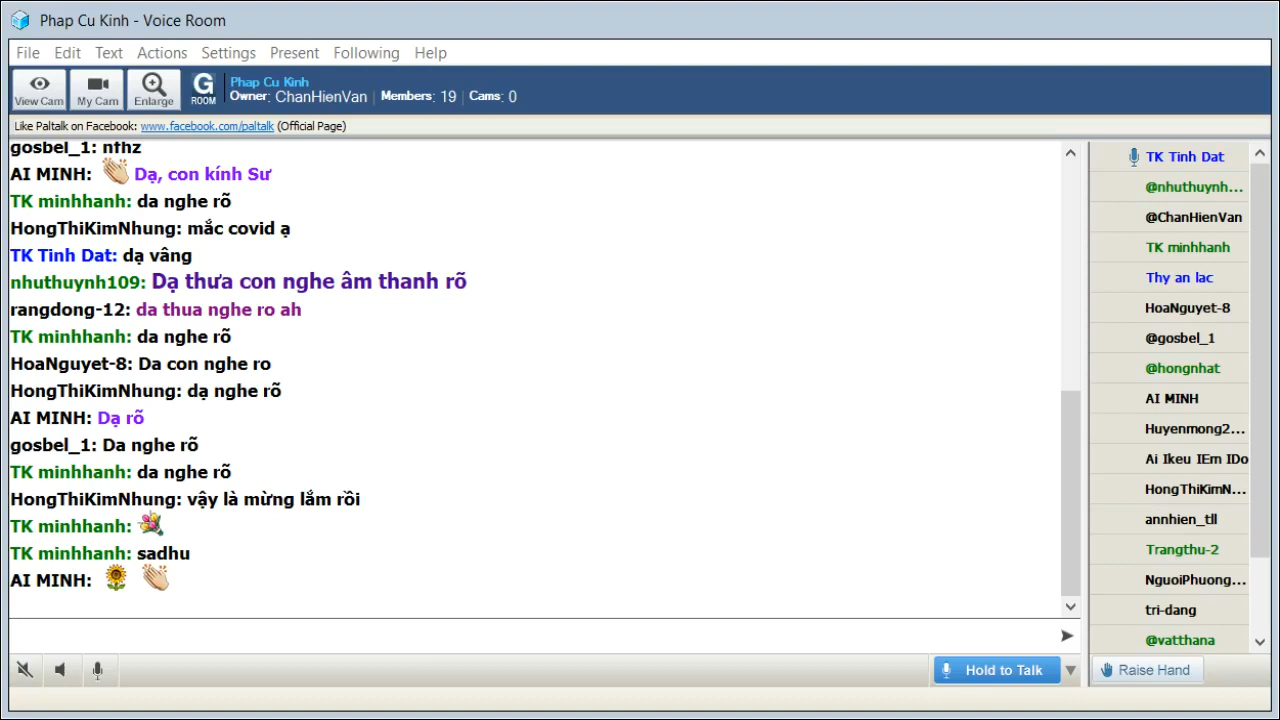 Phap Cu Kinh - Voice Room
File Edit Text Actions Settings Present Following Help
View Cam My Cam Enlarge G ROOM
Phap Cu Kinh
Owner: ChanHienVan | Members: 19 | Cams: 0
Like Paltalk on Facebook: www.facebook.com/paltalk (Official Page)
gosbel_1: nfhz
AI MINH: Dạ, con kính Sư
TK minhhanh: da nghe rõ
HongThiKimNhung: mắc covid ạ
TK Tinh Dat: dạ vâng
nhuthuynh109: Dạ thưa con nghe âm thanh rõ
rangdong-12: da thua nghe ro ah
TK minhhanh: da nghe rõ
HoaNguyet-8: Da con nghe ro
HongThiKimNhung: dạ nghe rõ
AI MINH: Dạ rõ
gosbel_1: Da nghe rõ
TK minhhanh: da nghe rõ
HongThiKimNhung: vậy là mừng lắm rồi
TK minhhanh:
TK minhhanh: sadhu
AI MINH:
TK Tinh Dat
@nhuthuynh...
@ChanHienVan
TK minhhanh
Thy an lac
HoaNguyet-8
@gosbel_1
@hongnhat
AI MINH
Huyenmong2...
Ai Ikeu IEm IDo
HongThiKimN...
annhien_tll
Trangthu-2
NguoiPhuong...
tri-dang
@vatthana
Hold to Talk
Raise Hand